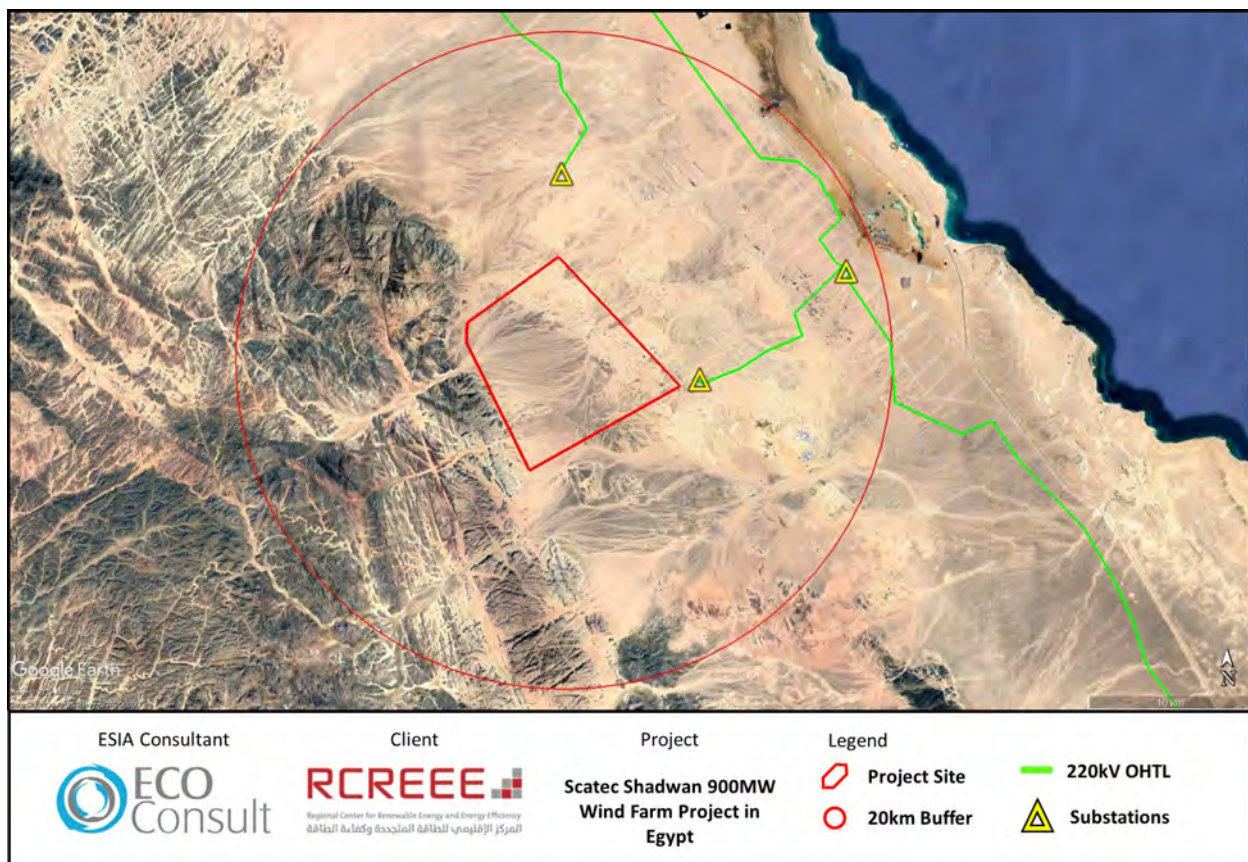 Google Earth
N
10 km
ESIA Consultant
Client
Project
Legend
ECO
Consult
RCREEE
Regional Center for Renewable Energy and Energy Efficiency
المركز الإقليمي للطاقة المتجددة وكفاءة الطاقة
Scatec Shadwan 900MW
Wind Farm Project in
Egypt
Project Site
20km Buffer
220kV OHTL
Substations